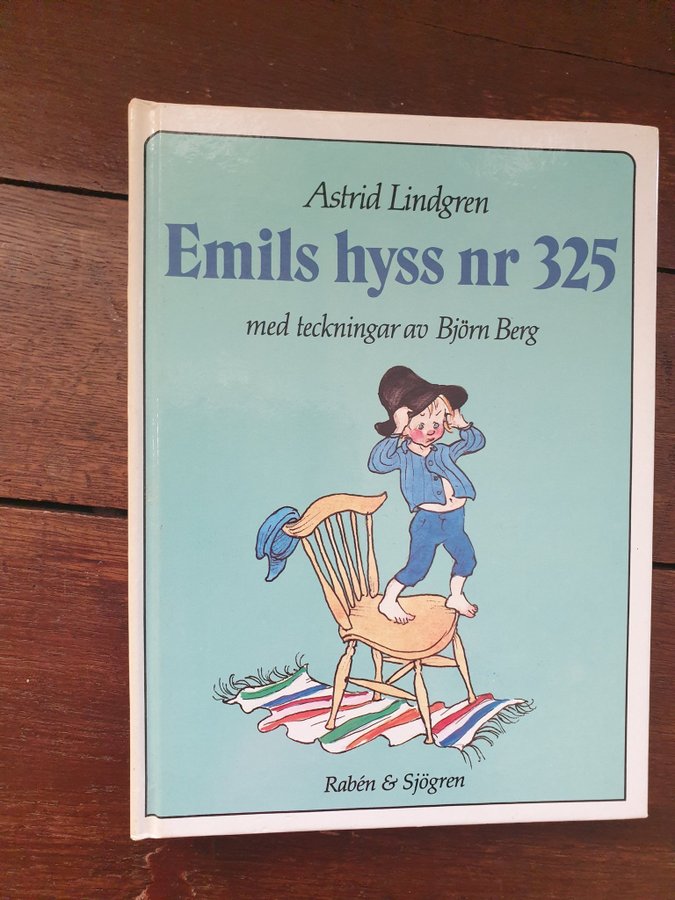 Astrid Lindgren
Emils hyss nr 325
med teckningar av Björn Berg
Rabén & Sjögren